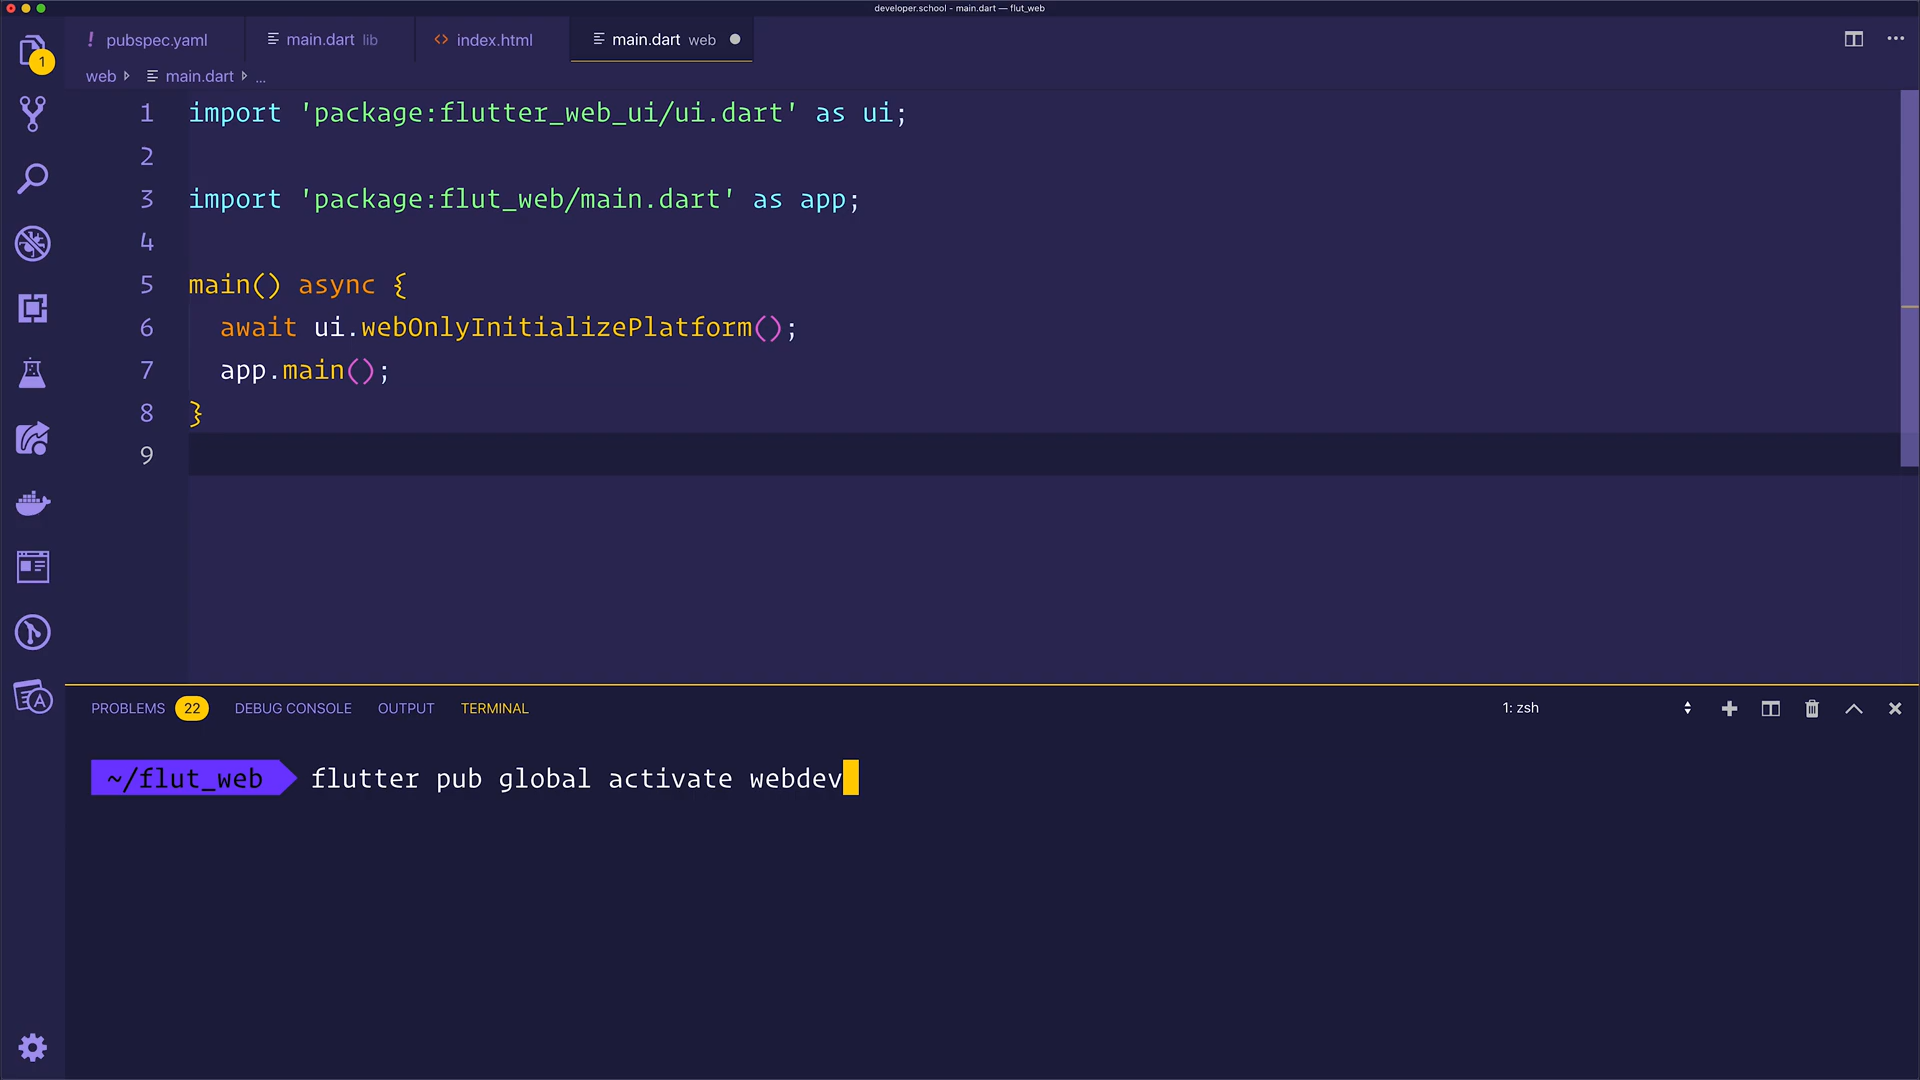 developer.school - main.dart — flut_web
! pubspec.yaml
main.dart lib
<> index.html
main.dart web
web main.dart ...
1
1 import 'package:flutter_web_ui/ui.dart' as ui;
2
3 import 'package:flut_web/main.dart' as app;
4
5 main() async {
6 await ui.webOnlyInitializePlatform();
7 app.main();
8 }
9
PROBLEMS 22 DEBUG CONSOLE OUTPUT TERMINAL 1: zsh
~/flut_web flutter pub global activate webdev